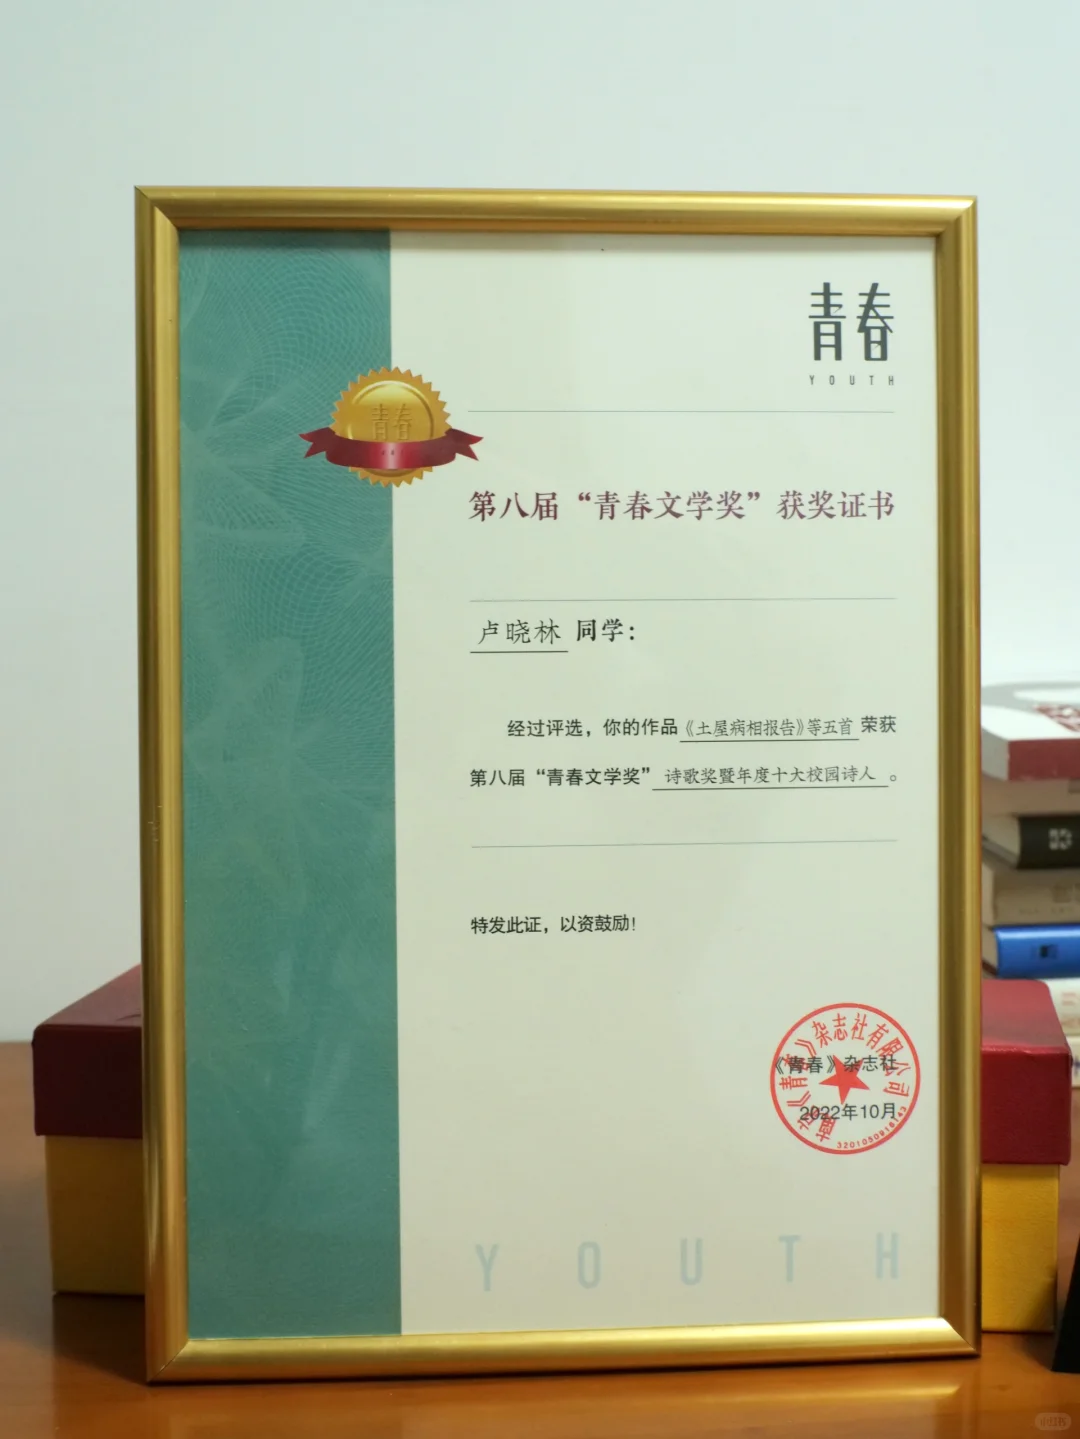 青春
YOUTH
青春
第八届“青春文学奖”获奖证书
卢晓林 同学：
经过评选，你的作品《土屋病相报告》等五首荣获
第八届“青春文学奖”诗歌奖暨年度十大校园诗人。
特发此证，以资鼓励！
《青春》杂志社有限公司
《青春》杂志社
2022年10月
YOUTH
小红书